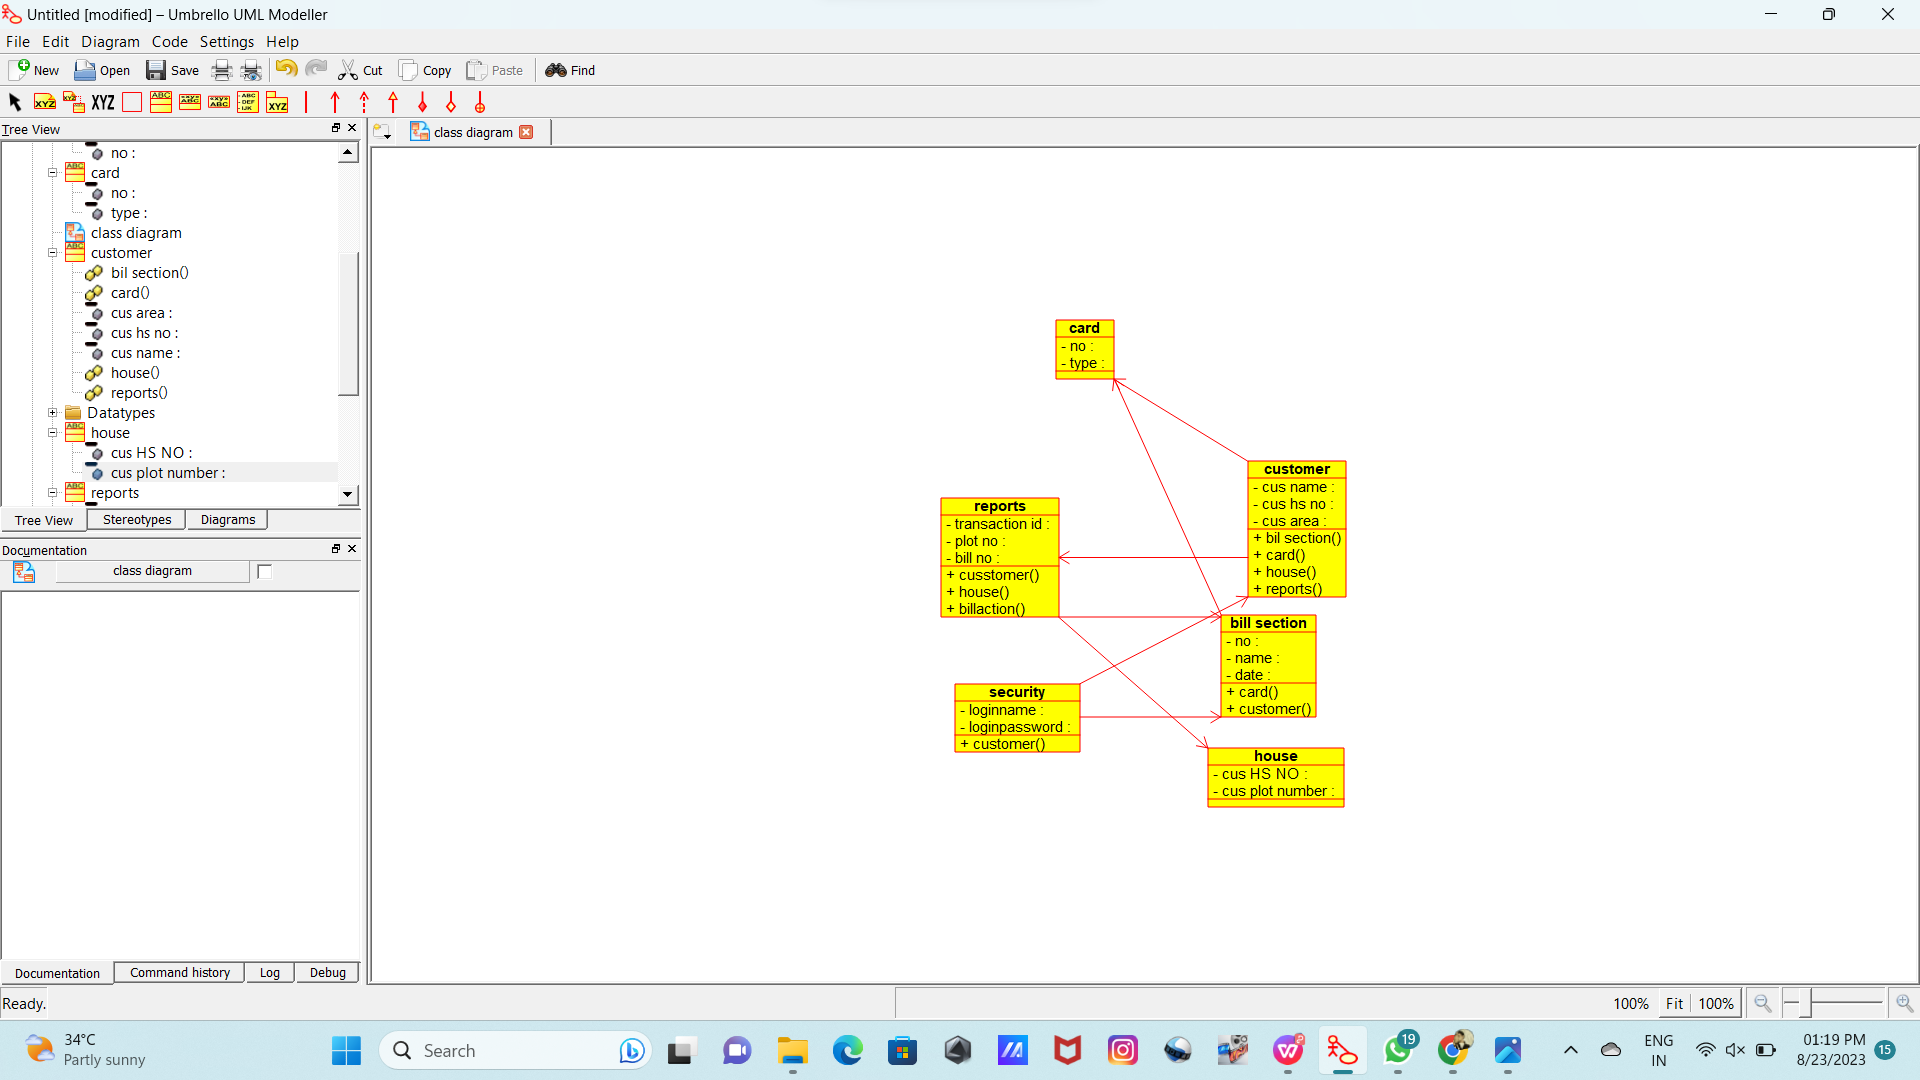 Untitled [modified] – Umbrello UML Modeller
File Edit Diagram Code Settings Help
New Open Save Cut Copy Paste Find
XYZ XYZ ABC XYZ
Tree View
class diagram
no :
card
no :
type :
class diagram
customer
bil section()
card()
cus area :
cus hs no :
cus name :
house()
reports()
Datatypes
house
cus HS NO :
cus plot number :
reports
Tree View Stereotypes Diagrams
Documentation
class diagram
Documentation Command history Log Debug
card
- no :
- type :
customer
- cus name :
- cus hs no :
- cus area :
+ bil section()
+ card()
+ house()
+ reports()
reports
- transaction id :
- plot no :
- bill no :
+ cusstomer()
+ house()
+ billaction()
bill section
- no :
- name :
- date :
+ card()
+ customer()
security
- loginname :
- loginpassword :
+ customer()
house
- cus HS NO :
- cus plot number :
Ready.
100% Fit 100%
34°C
Partly sunny
Search
19
ENG
IN
01:19 PM
8/23/2023
15